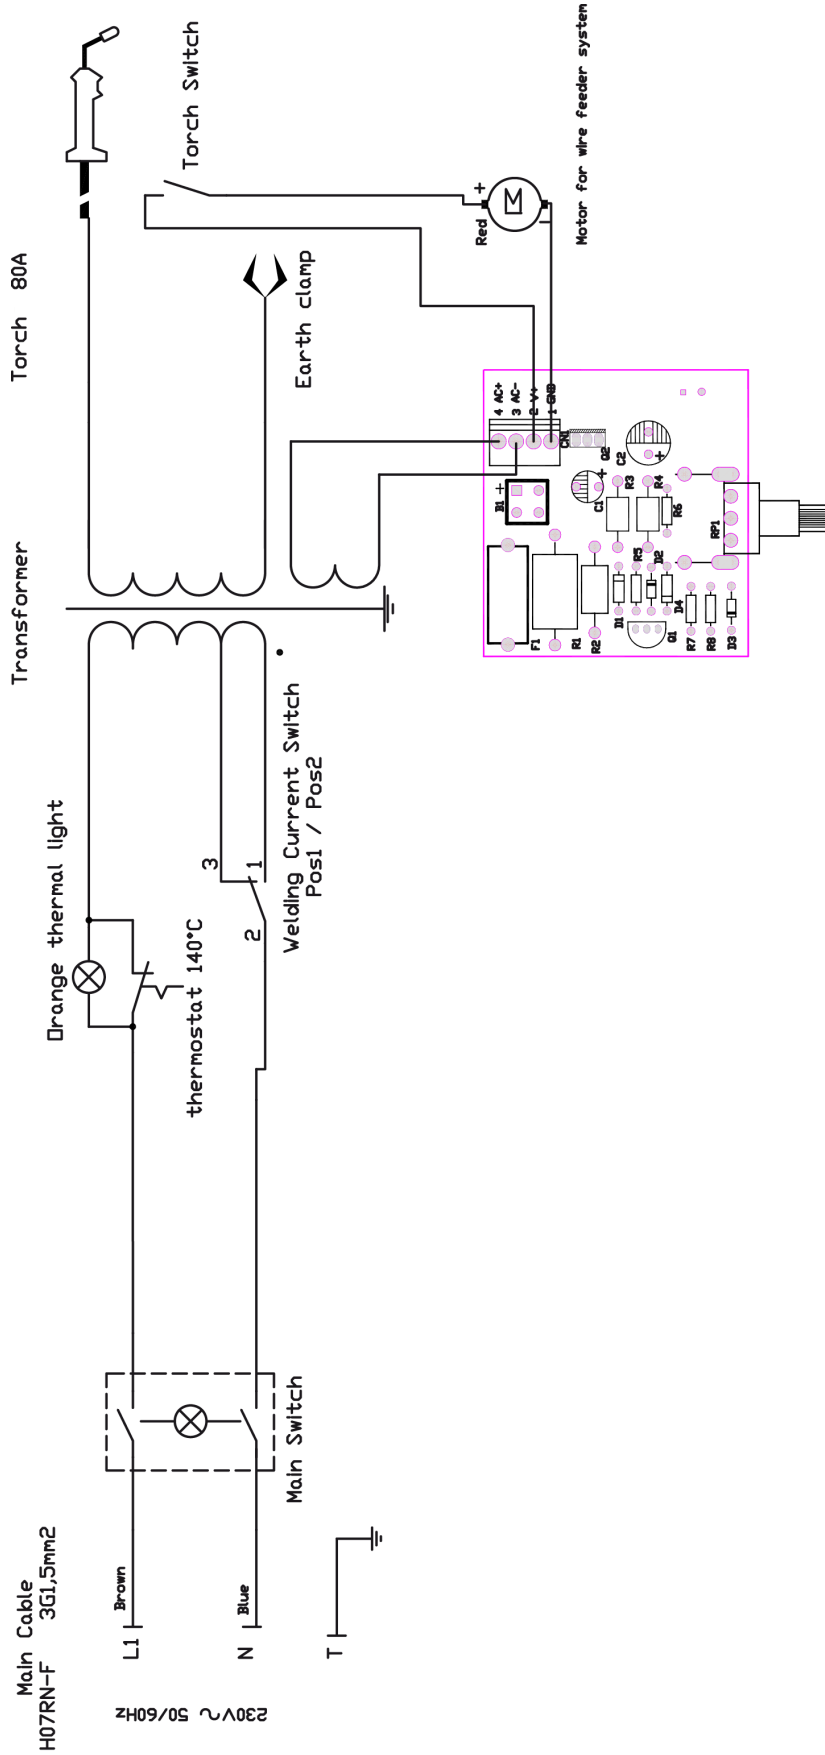 Main Cable
H07RN-F 3G1,5mm2
230V~ 50/60Hz
L1
Brown
N
Blue
T
Main Switch
Orange thermal light
thermostat 140°C
2
3
1
Welding Current Switch
Pos1 / Pos2
Transformer
Torch 80A
Torch Switch
Earth clamp
Red
+
M
Motor for wire feeder system
4 AC+
3 AC-
2 V+
1 GND
CN1
Q2
C2
+
B1
+
C1
+
R3
R4
R6
RP1
F1
R1
R2
R5
D2
D1
D4
Q1
R7
R8
D3